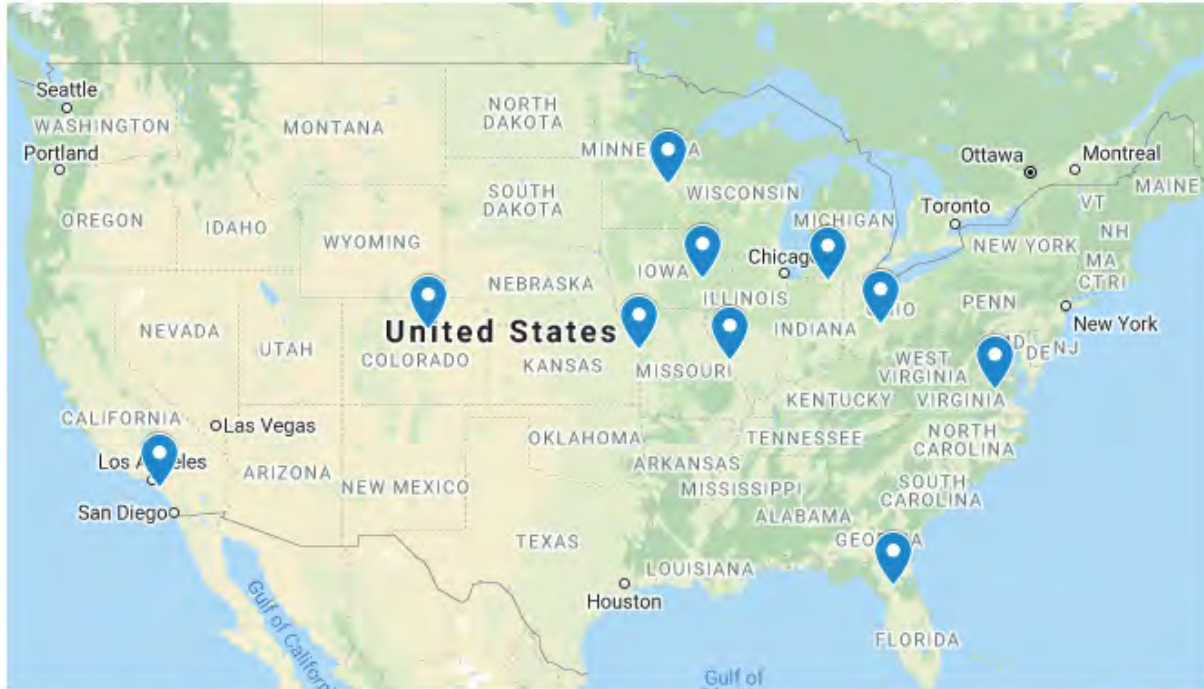 Seattle
WASHINGTON
Portland
OREGON
IDAHO
MONTANA
NORTH
DAKOTA
SOUTH
DAKOTA
WYOMING
NEBRASKA
WISCONSIN
MICHIGAN
IOWA
ILLINOIS
INDIANA
Ottawa
Montreal
MAINE
Toronto
VT
NH
NEW YORK
MA
CT RI
PENN
New York
NJ
DE
NEVADA
UTAH
United States
COLORADO
KANSAS
MISSOURI
WEST
VIRGINIA
VIRGINIA
KENTUCKY
CALIFORNIA
Las Vegas
San Diego
ARIZONA
NEW MEXICO
OKLAHOMA
ARKANSAS
TENNESSEE
NORTH
CAROLINA
SOUTH
CAROLINA
MISSISSIPPI
ALABAMA
TEXAS
LOUISIANA
Houston
FLORIDA
Gulf of